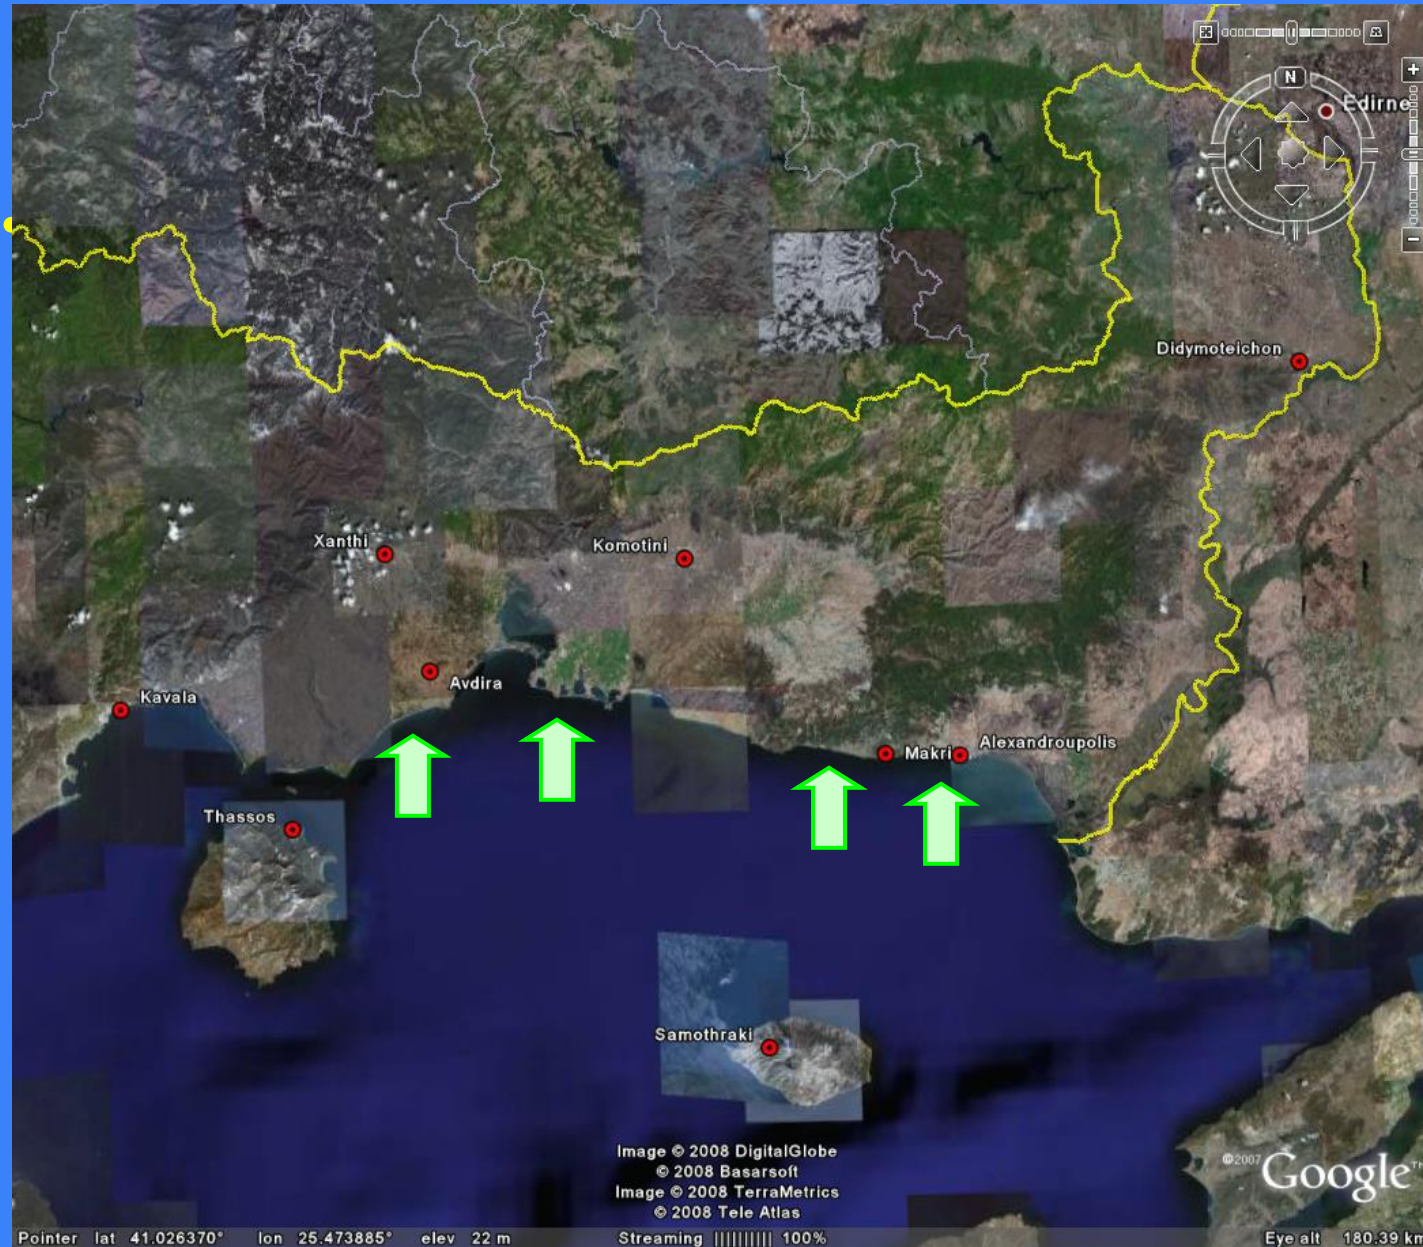 N
Edirne
Didymoteichon
Xanthi
Komotini
Avdira
Kavala
Makri
Alexandroupolis
Thassos
Samothraki
Image © 2008 DigitalGlobe
© 2008 Basarsoft
Image © 2008 TerraMetrics
© 2008 Tele Atlas
©2007 Google™
Pointer lat 41.026370° lon 25.473885° elev 22 m Streaming |||||||||| 100% Eye alt 180.39 km